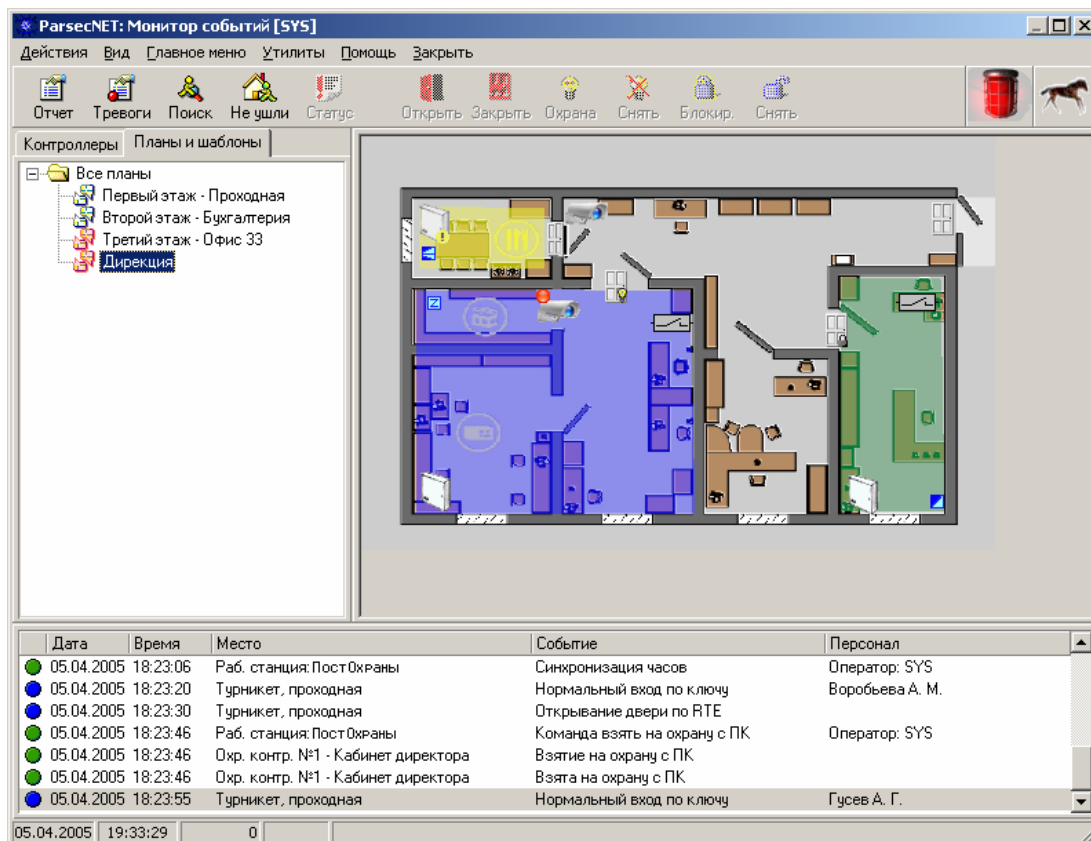 ParsecNET: Монитор событий [SYS]
Действия Вид Главное меню Утилиты Помощь Закрыть
Отчет Тревоги Поиск Не ушли Статус Открыть Закрыть Охрана Снять Блокир. Снять
Контроллеры Планы и шаблоны
Все планы
Первый этаж - Проходная
Второй этаж - Бухгалтерия
Третий этаж - Офис 33
Дирекция
Z
Дата Время Место Событие Персонал
05.04.2005 18:23:06 Раб. станция:ПостОхраны Синхронизация часов Оператор: SYS
05.04.2005 18:23:20 Турникет, проходная Нормальный вход по ключу Воробьева А. М.
05.04.2005 18:23:30 Турникет, проходная Открывание двери по RTE
05.04.2005 18:23:46 Раб. станция:ПостОхраны Команда взять на охрану с ПК Оператор: SYS
05.04.2005 18:23:46 Охр. контр. №1 - Кабинет директора Взятие на охрану с ПК
05.04.2005 18:23:46 Охр. контр. №1 - Кабинет директора Взята на охрану с ПК
05.04.2005 18:23:55 Турникет, проходная Нормальный вход по ключу Гусев А. Г.
05.04.2005 19:33:29 0